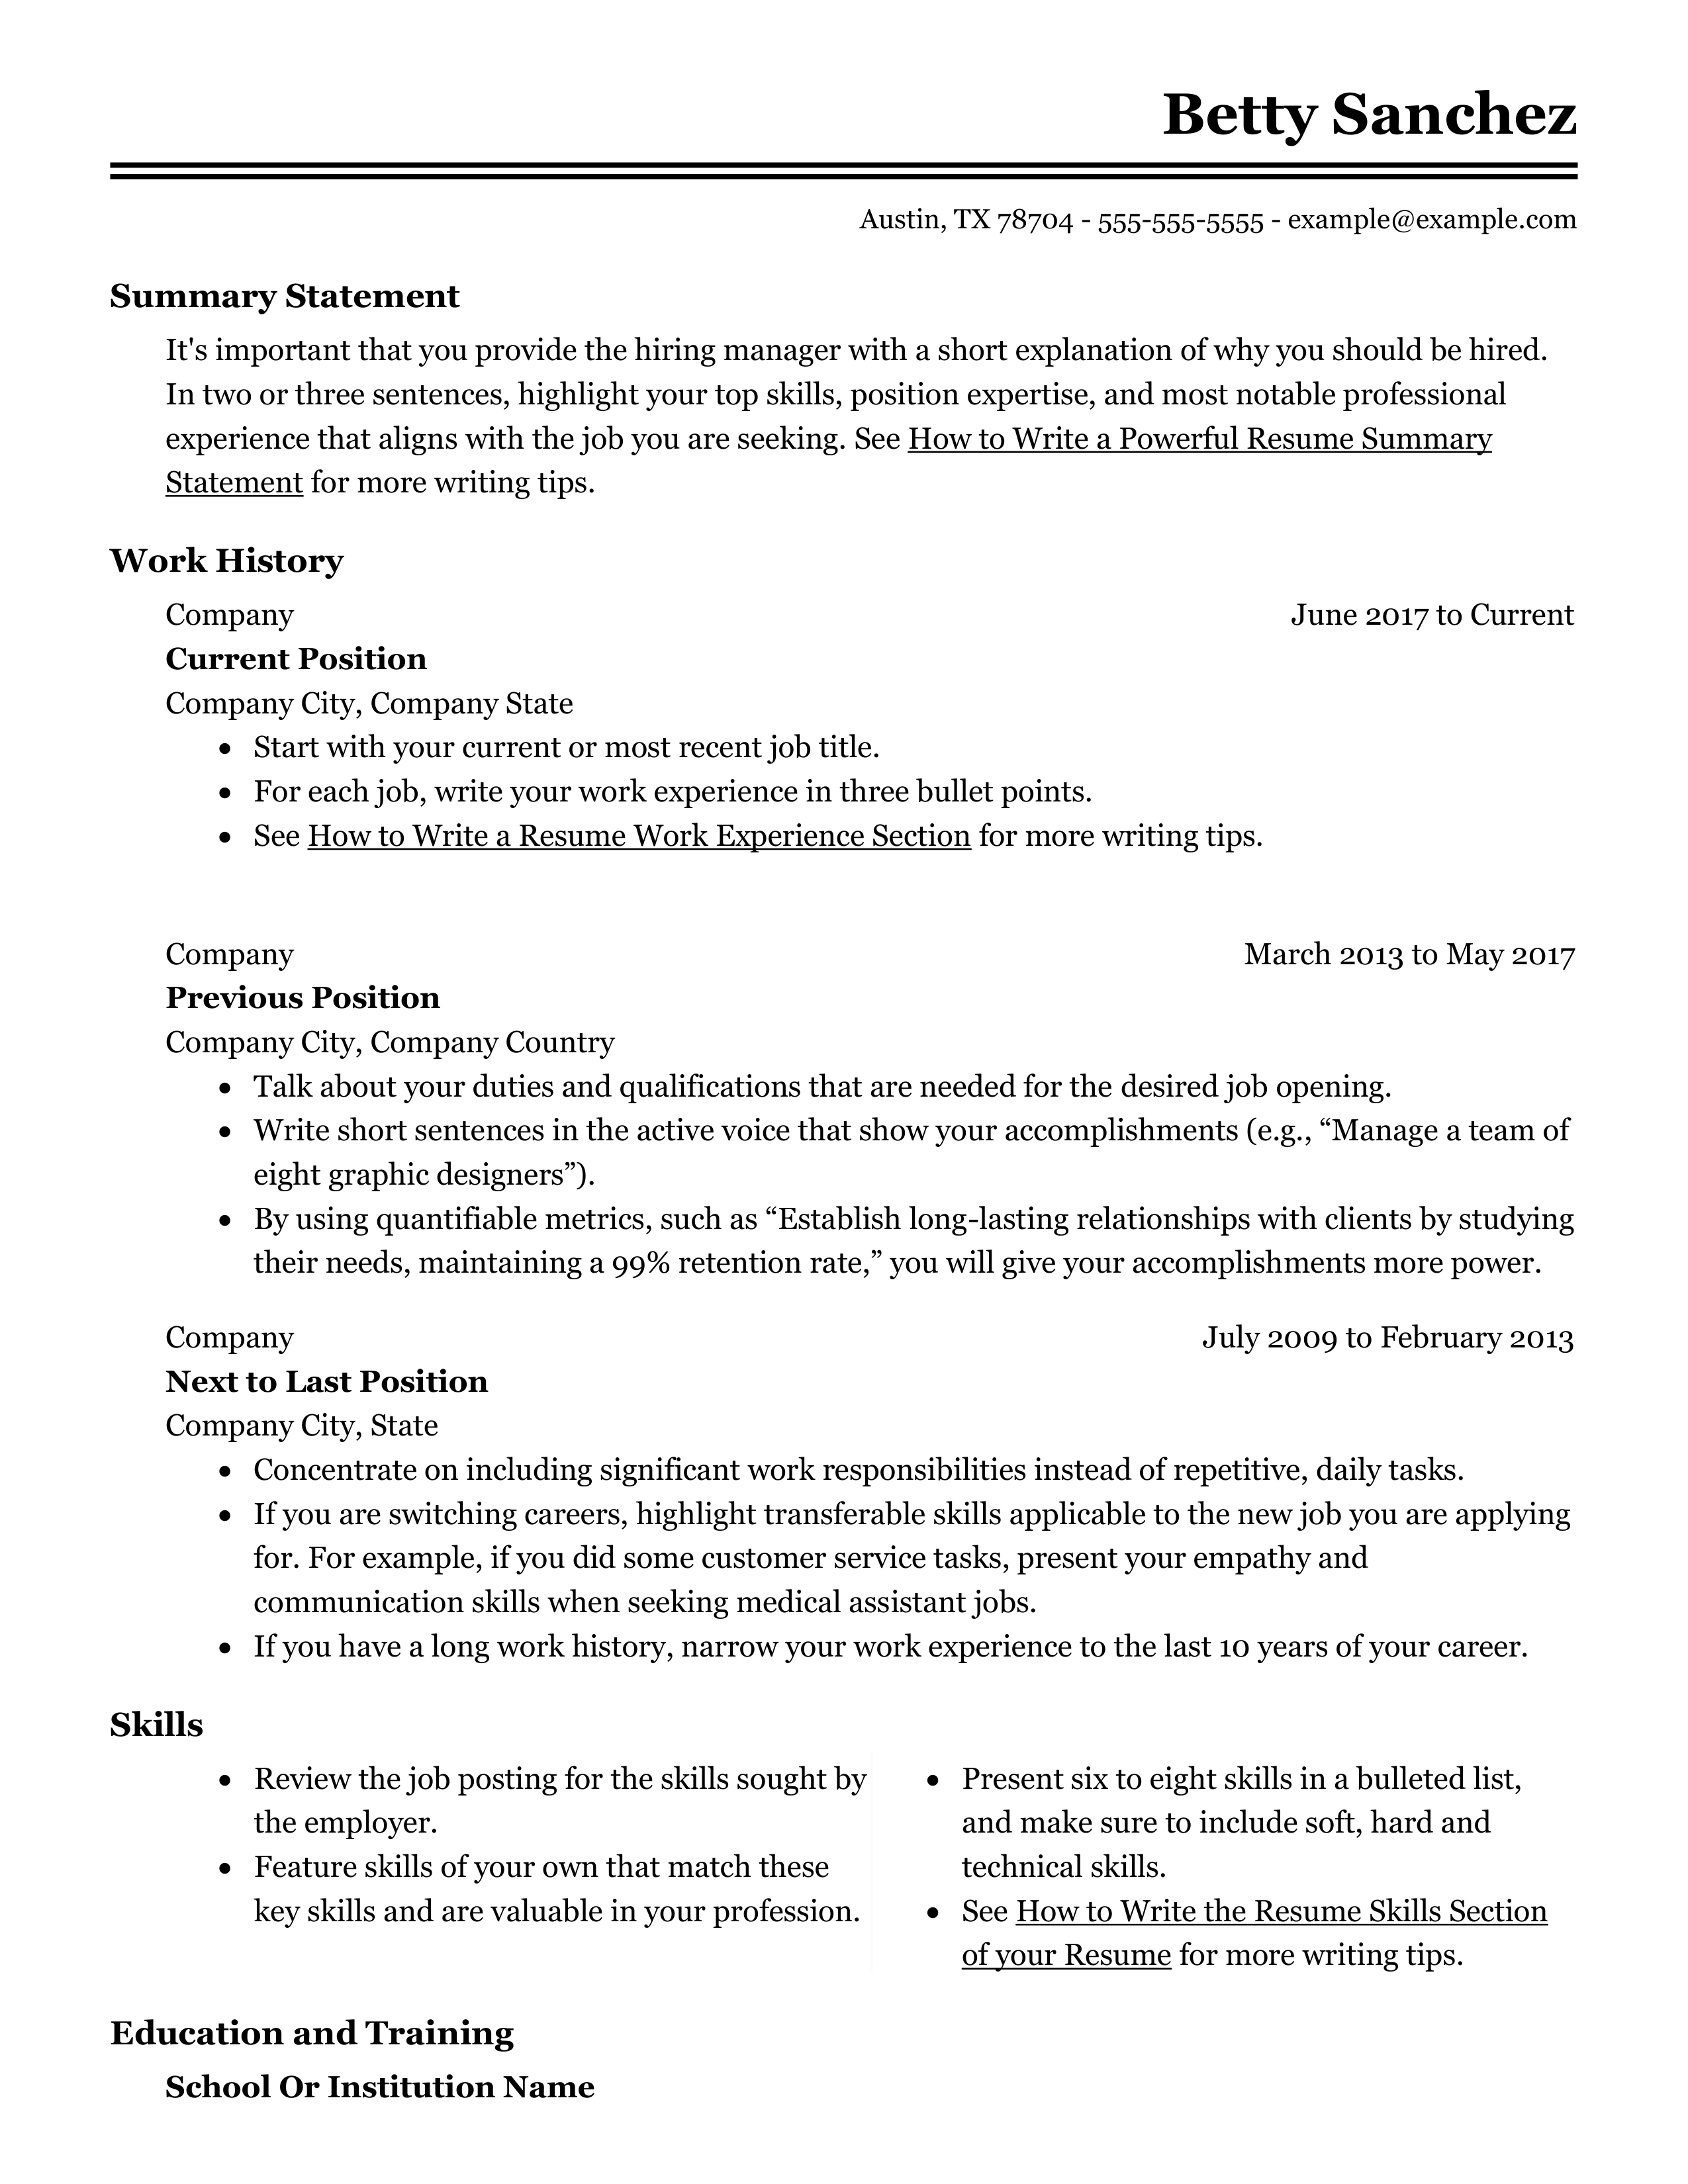 Betty Sanchez
Austin, TX 78704 - 555-555-5555 - example@example.com
Summary Statement
It's important that you provide the hiring manager with a short explanation of why you should be hired.
In two or three sentences, highlight your top skills, position expertise, and most notable professional
experience that aligns with the job you are seeking. See How to Write a Powerful Resume Summary
Statement for more writing tips.
Work History
Company June 2017 to Current
Current Position
Company City, Company State
• Start with your current or most recent job title.
• For each job, write your work experience in three bullet points.
• See How to Write a Resume Work Experience Section for more writing tips.
Company March 2013 to May 2017
Previous Position
Company City, Company Country
• Talk about your duties and qualifications that are needed for the desired job opening.
• Write short sentences in the active voice that show your accomplishments (e.g., “Manage a team of
eight graphic designers”).
• By using quantifiable metrics, such as “Establish long-lasting relationships with clients by studying
their needs, maintaining a 99% retention rate,” you will give your accomplishments more power.
Company July 2009 to February 2013
Next to Last Position
Company City, State
• Concentrate on including significant work responsibilities instead of repetitive, daily tasks.
• If you are switching careers, highlight transferable skills applicable to the new job you are applying
for. For example, if you did some customer service tasks, present your empathy and
communication skills when seeking medical assistant jobs.
• If you have a long work history, narrow your work experience to the last 10 years of your career.
Skills
• Review the job posting for the skills sought by
the employer.
• Feature skills of your own that match these
key skills and are valuable in your profession.
• Present six to eight skills in a bulleted list,
and make sure to include soft, hard and
technical skills.
• See How to Write the Resume Skills Section
of your Resume for more writing tips.
Education and Training
School Or Institution Name